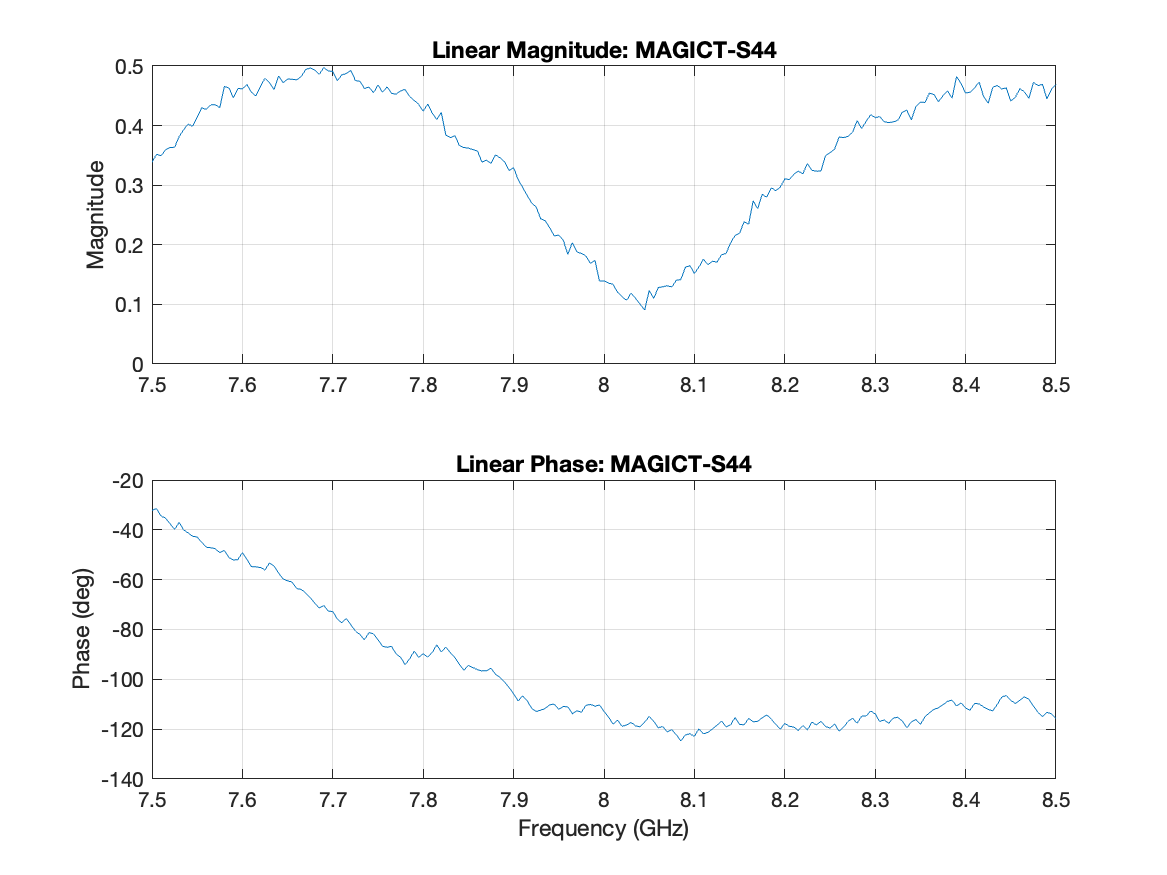 Linear Magnitude: MAGICT-S44
0.5
0.4
0.3
0.2
0.1
0
Magnitude
7.5 7.6 7.7 7.8 7.9 8 8.1 8.2 8.3 8.4 8.5
Linear Phase: MAGICT-S44
-20
-40
-60
-80
-100
-120
-140
Phase (deg)
7.5 7.6 7.7 7.8 7.9 8 8.1 8.2 8.3 8.4 8.5
Frequency (GHz)